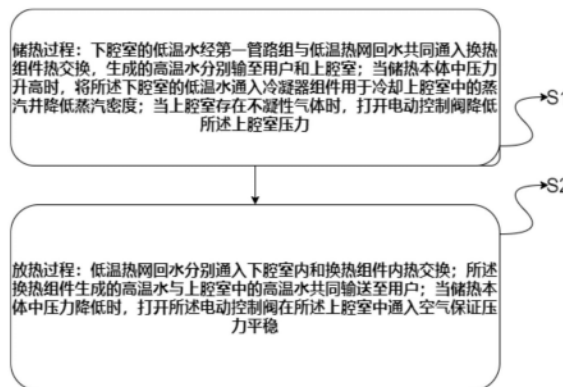 储热过程：下腔室的低温水经第一管路组与低温热网回水共同通入换热
组件热交换，生成的高温水分别输至用户和上腔室；当储热本体中压力
升高时，将所述下腔室的低温水通入冷凝器组件用于冷却上腔室中的蒸
汽并降低蒸汽密度；当上腔室存在不凝性气体时，打开电动控制阀降低
所述上腔室压力
S1
S2
放热过程：低温热网回水分别通入下腔室内和换热组件内热交换；所述
换热组件生成的高温水与上腔室中的高温水共同输送至用户；当储热本
体中压力降低时，打开所述电动控制阀在所述上腔室中通入空气保证压
力平稳